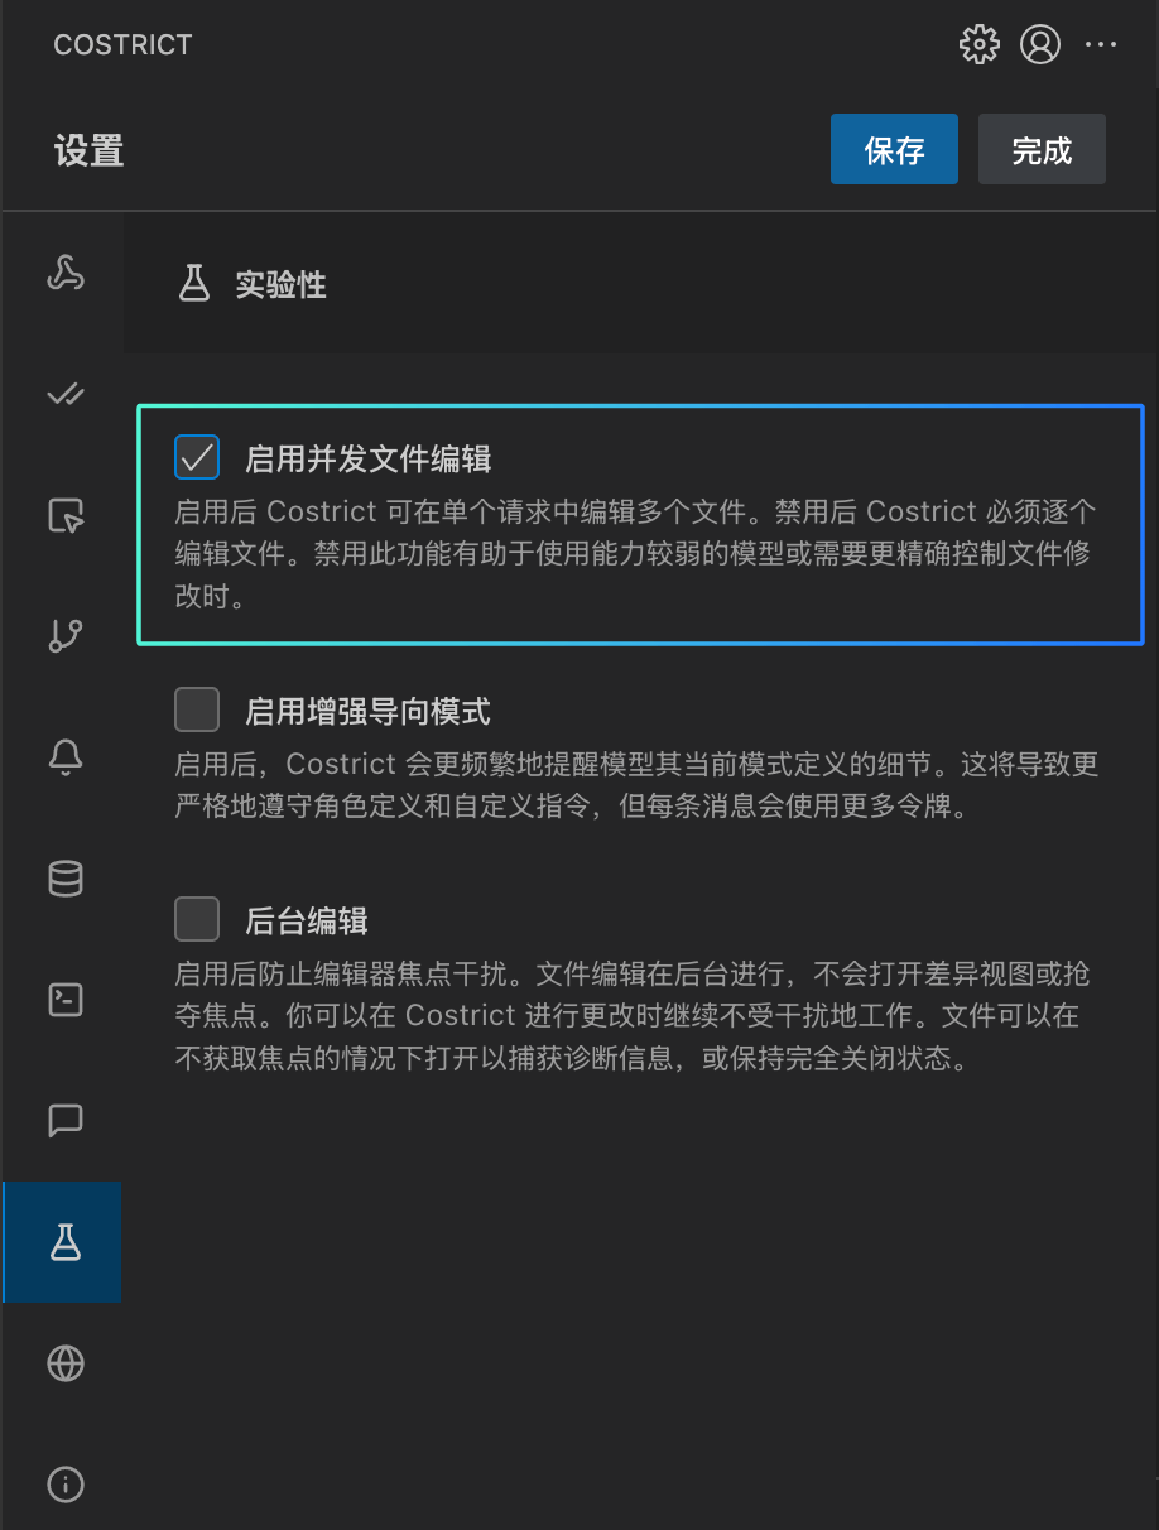 COSTRICT
设置
保存
完成
实验性
启用并发文件编辑
启用后 Costrict 可在单个请求中编辑多个文件。禁用后 Costrict 必须逐个
编辑文件。禁用此功能有助于使用能力较弱的模型或需要更精确控制文件修
改时。
启用增强导向模式
启用后，Costrict 会更频繁地提醒模型其当前模式定义的细节。这将导致更
严格地遵守角色定义和自定义指令，但每条消息会使用更多令牌。
后台编辑
启用后防止编辑器焦点干扰。文件编辑在后台进行，不会打开差异视图或抢
夺焦点。你可以在 Costrict 进行更改时继续不受干扰地工作。文件可以在
不获取焦点的情况下打开以捕获诊断信息，或保持完全关闭状态。